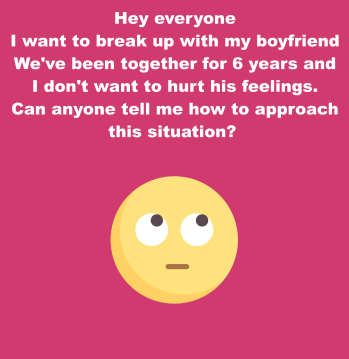 Hey everyone
I want to break up with my boyfriend
We've been together for 6 years and
I don't want to hurt his feelings.
Can anyone tell me how to approach
this situation?